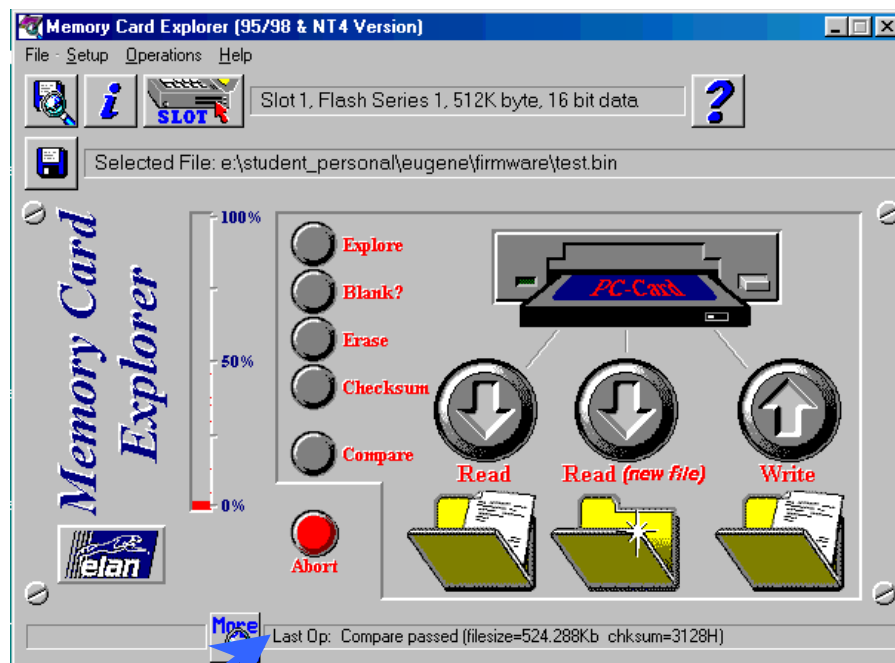 Memory Card Explorer (95/98 & NT4 Version)
File Setup Operations Help
SLOT
Slot 1, Flash Series 1, 512K byte, 16 bit data
?
Selected File: e:\student_personal\eugene\firmware\test.bin
Memory Card
Explorer
100%
50%
0%
Explore
Blank?
Erase
Checksum
Compare
Abort
PC-Card
Read
Read (new file)
Write
elan
More
Last Op: Compare passed (filesize=524.288Kb chksum=3128H)